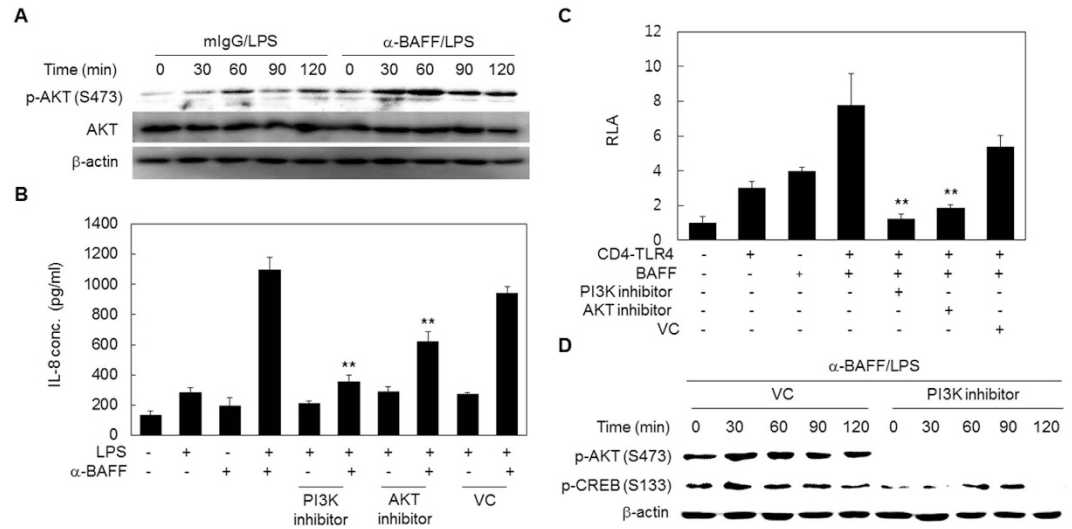 A
mIgG/LPS α-BAFF/LPS
Time (min) 0 30 60 90 120 0 30 60 90 120
p-AKT (S473)
AKT
β-actin
B
IL-8 conc. (pg/ml)
1400
1200
1000
800
600
400
200
0
** **
LPS - + - + + + + + + +
α-BAFF - - + + - + - + - +
PI3K inhibitor AKT inhibitor VC
C
RLA
12
10
8
6
4
2
0
** **
CD4-TLR4 - + - + + + +
BAFF - - + + + + +
PI3K inhibitor - - - - + - -
AKT inhibitor - - - - - + -
VC - - - - - - +
D
α-BAFF/LPS
VC PI3K inhibitor
Time (min) 0 30 60 90 120 0 30 60 90 120
p-AKT (S473)
p-CREB (S133)
β-actin